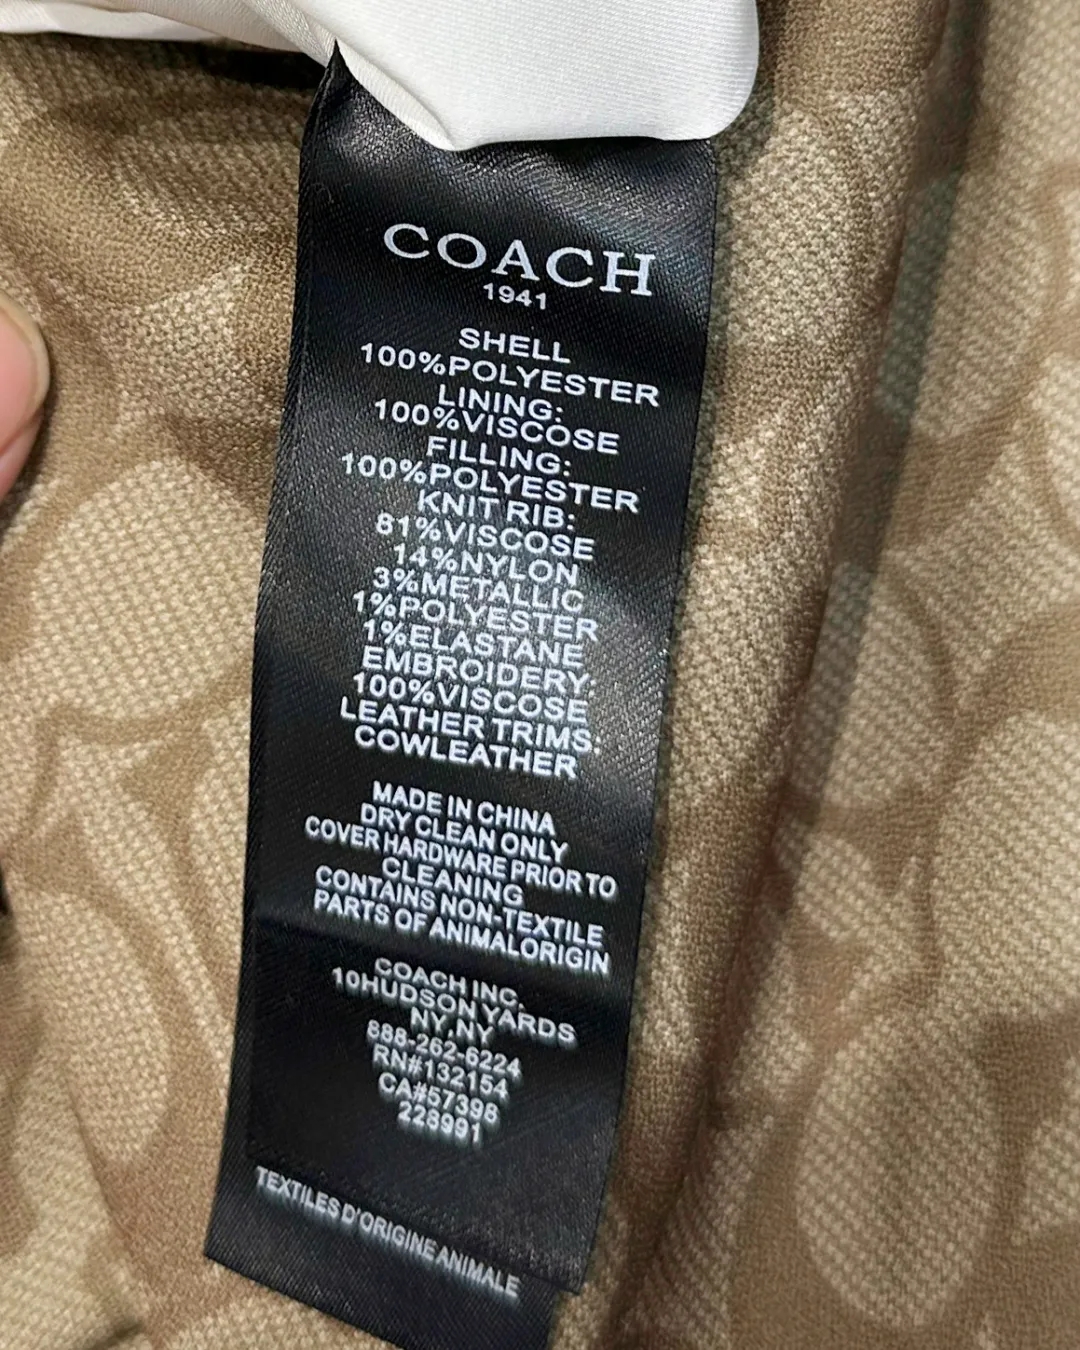 COACH
1941
SHELL
100%POLYESTER
LINING:
100%VISCOSE
FILLING:
100%POLYESTER
KNIT RIB:
81%VISCOSE
14%NYLON
3%METALLIC
1%POLYESTER
1%ELASTANE
EMBROIDERY:
100%VISCOSE
LEATHER TRIMS
COWLEATHER
MADE IN CHINA
DRY CLEAN ONLY
COVER HARDWARE PRIOR TO
CLEANING
CONTAINS NON-TEXTILE
PARTS OF ANIMALORIGIN
COACH INC.
10HUDSON YARDS
NY,NY
888-262-6224
RN#132154
CA#57398
228991
TEXTILES D'ORIGINE ANIMALE